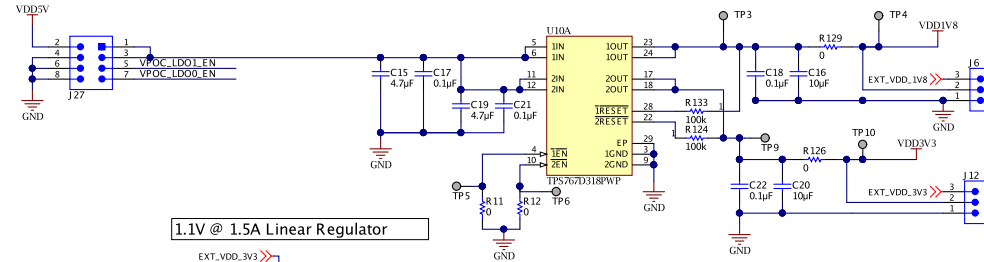 VDD5V
TP3
TP4
U10A
VDD1V8
R129
0
2 1
4 3
6 5 VPOC_LDO1_EN
8 7 VPOC_LDO0_EN
J27
GND
5 1IN
6 1IN
1OUT 23
1OUT 24
J6
C15
4.7µF
C17
0.1µF
11 2IN
12 2IN
2OUT 17
2OUT 18
C18
0.1µF
C16
10µF
EXT_VDD_1V8
3
2
1
C19
4.7µF
C21
0.1µF
1RESET 28
2RESET 22
R133
100k
1
R124
100k
1
GND
GND
EP 29
1GND 3
2GND 9
4 1EN
10 2EN
TPS767D318PWP
TP9
TP10
R126
0
VDD3V3
J12
TP5
R11
0
R12
0
TP6
GND
GND
C22
0.1µF
C20
10µF
EXT_VDD_3V3
3
2
1
GND
1.1V @ 1.5A Linear Regulator
EXT_VDD_3V3